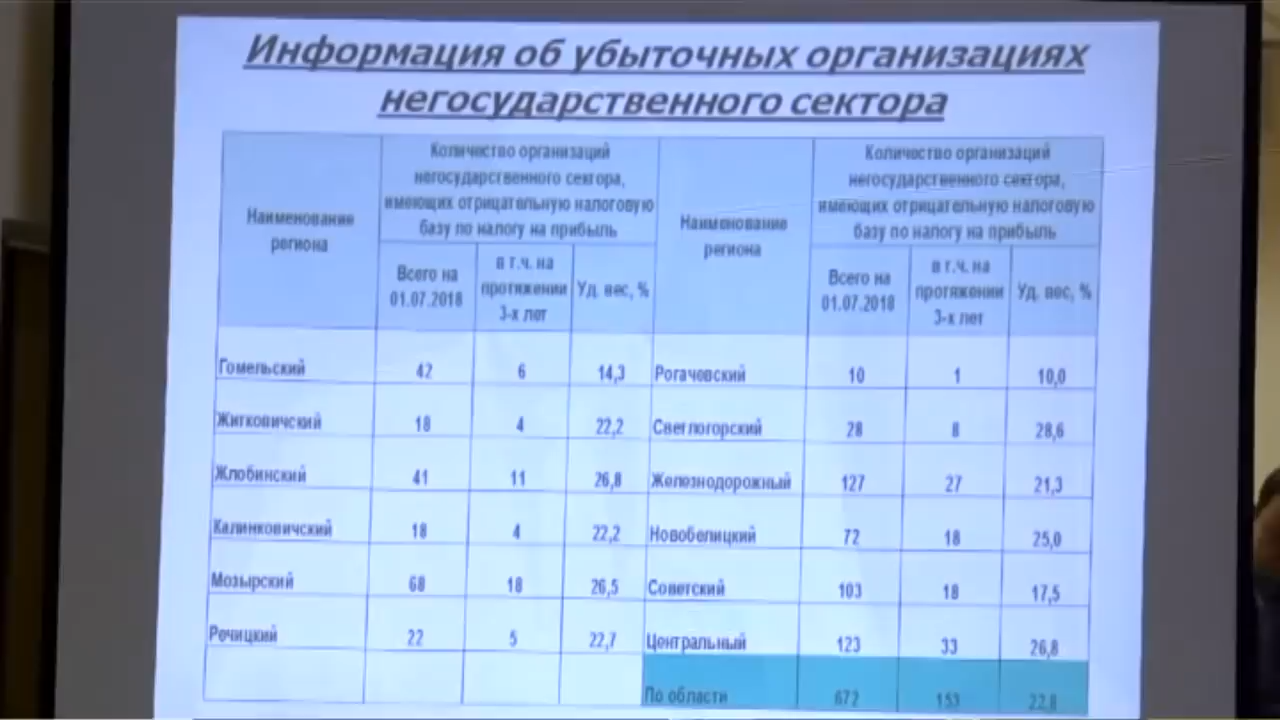 Информация об убыточных организациях
негосударственного сектора
Наименование
региона
Количество организаций
негосударственного сектора,
имеющих отрицательную налоговую
базу по налогу на прибыль
Всего на
01.07.2018
в т.ч. на
протяжении
3-х лет
Уд. вес, %
Наименование
региона
Количество организаций
негосударственного сектора,
имеющих отрицательную налоговую
базу по налогу на прибыль
Всего на
01.07.2018
в т.ч. на
протяжении
3-х лет
Уд. вес, %
Гомельский 42 6 14,3 Рогачевский 10 1 10,0
Житковичский 18 4 22,2 Светлогорский 28 8 28,6
Жлобинский 41 11 26,8 Железнодорожный 127 27 21,3
Калинковичский 18 4 22,2 Новобелицкий 72 18 25,0
Мозырский 68 18 26,5 Советский 103 18 17,5
Речицкий 22 5 22,7 Центральный 123 33 26,8
По области 672 153 22,8